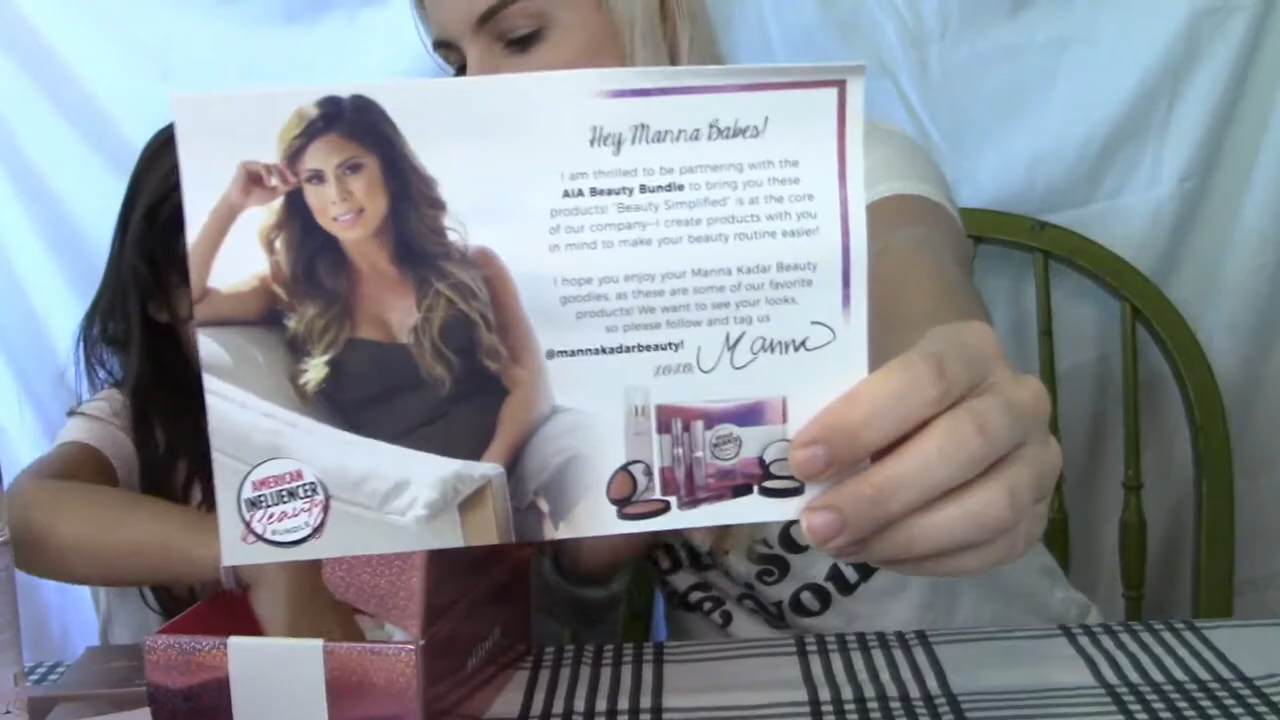 Hey Manna Babes!
I am thrilled to be partnering with the
AIA Beauty Bundle to bring you these
products! "Beauty Simplified" is at the core
of our company–I create products with you
in mind to make your beauty routine easier!
I hope you enjoy your Manna Kadar Beauty
goodies, as these are some of our favorite
products! We want to see your looks,
so please follow and tag us
@mannakadarbeauty!
xoxo, Manna
AMERICAN
INFLUENCER
Beauty
BUNDLE
so
you